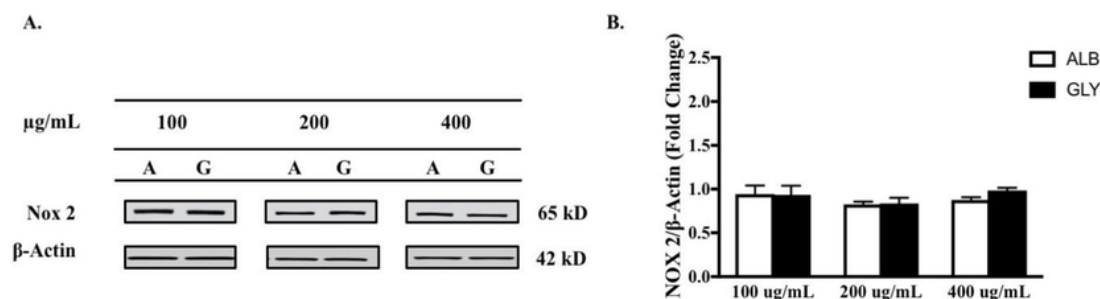 A.
µg/mL 100 200 400
A G A G A G
Nox 2 65 kD
β-Actin 42 kD
B.
NOX 2/β-Actin (Fold Change)
2.5
2.0
1.5
1.0
0.5
0.0
100 ug/mL 200 ug/mL 400 ug/mL
ALB
GLY